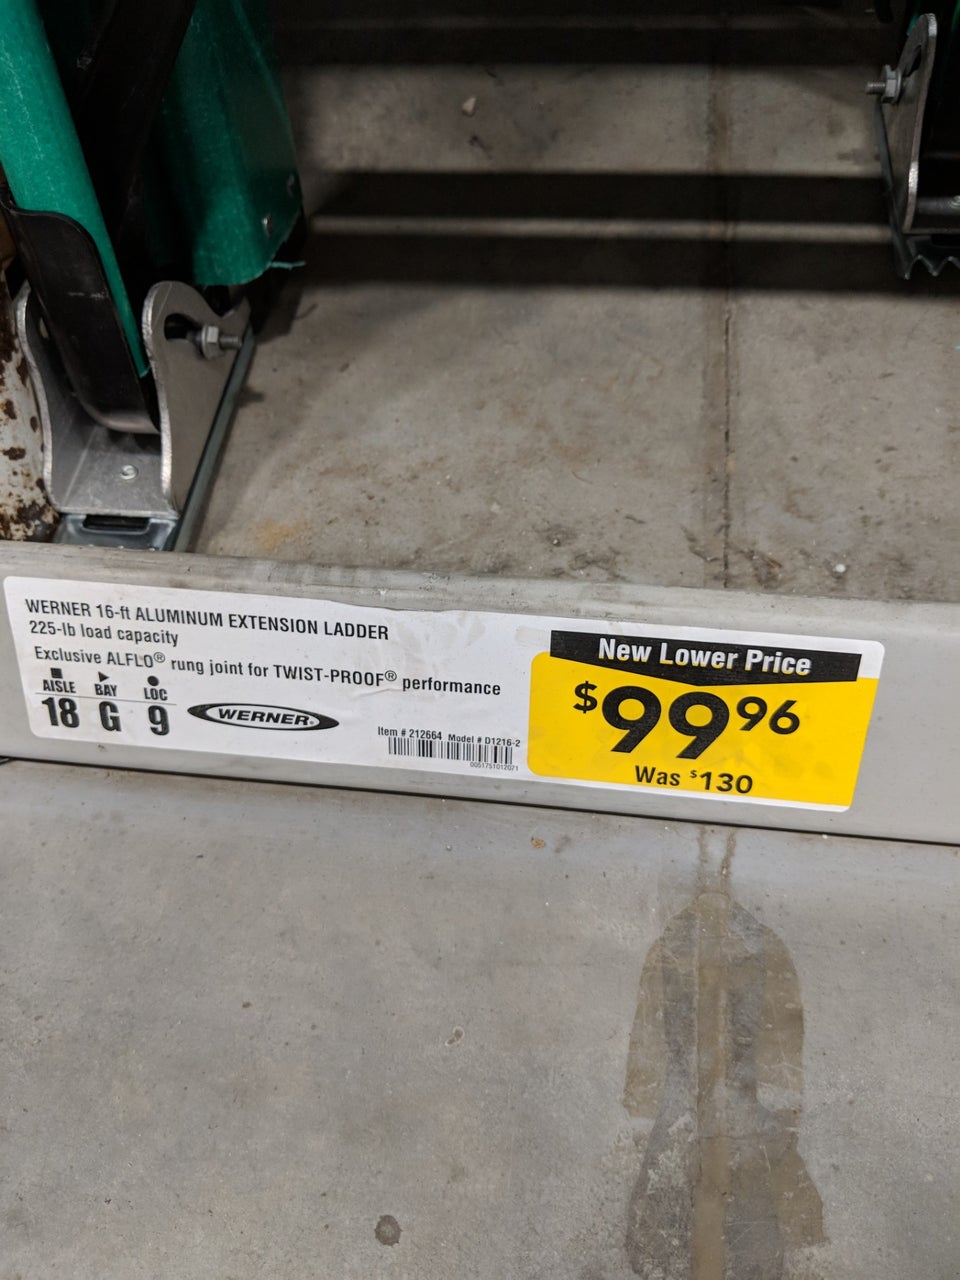 WERNER 16-ft ALUMINUM EXTENSION LADDER
225-lb load capacity
Exclusive ALFLO® rung joint for TWIST-PROOF® performance
AISLE BAY LOC
18 G 9
WERNER®
Item # 212664 Model # D1216-2
0051751012071
New Lower Price
$99 96
Was $130